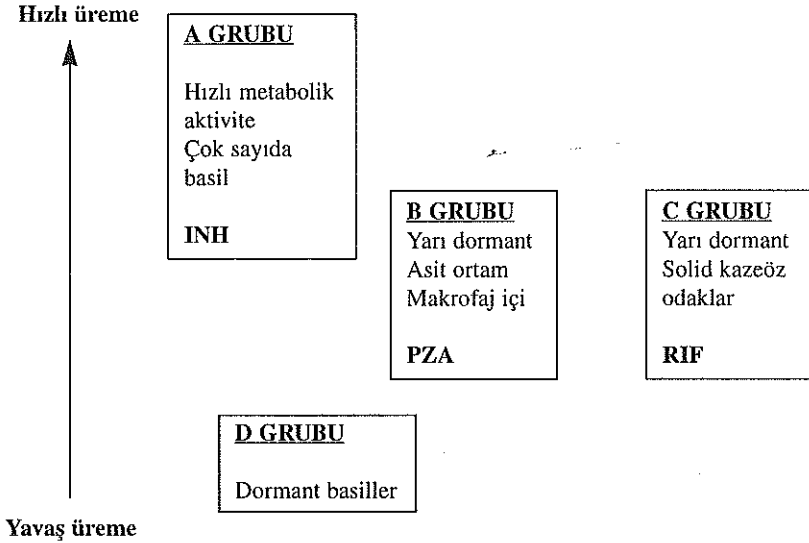 Hızlı üreme
A GRUBU
Hızlı metabolik
aktivite
Çok sayıda
basil
INH
B GRUBU
Yarı dormant
Asit ortam
Makrofaj içi
PZA
C GRUBU
Yarı dormant
Solid kazeöz
odaklar
RIF
D GRUBU
Dormant basiller
Yavaş üreme